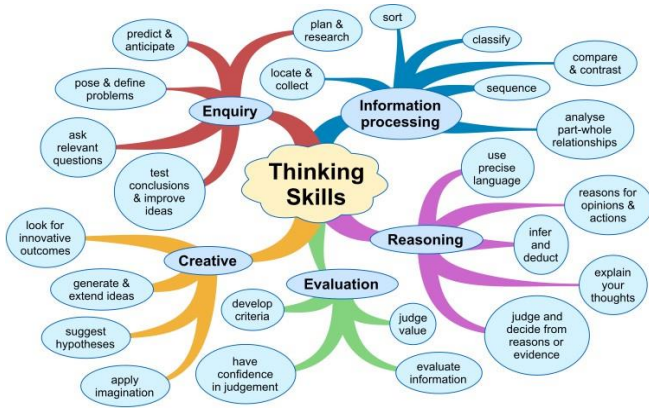 Thinking
Skills
Enquiry
predict &
anticipate
plan &
research
pose & define
problems
ask
relevant
questions
test
conclusions
& improve
ideas
Information
processing
sort
classify
locate &
collect
compare
& contrast
sequence
analyse
part-whole
relationships
Reasoning
use
precise
language
reasons for
opinions &
actions
infer
and
deduct
explain
your
thoughts
judge and
decide from
reasons or
evidence
Evaluation
develop
criteria
judge
value
have
confidence
in judgement
evaluate
information
Creative
look for
innovative
outcomes
generate &
extend ideas
suggest
hypotheses
apply
imagination